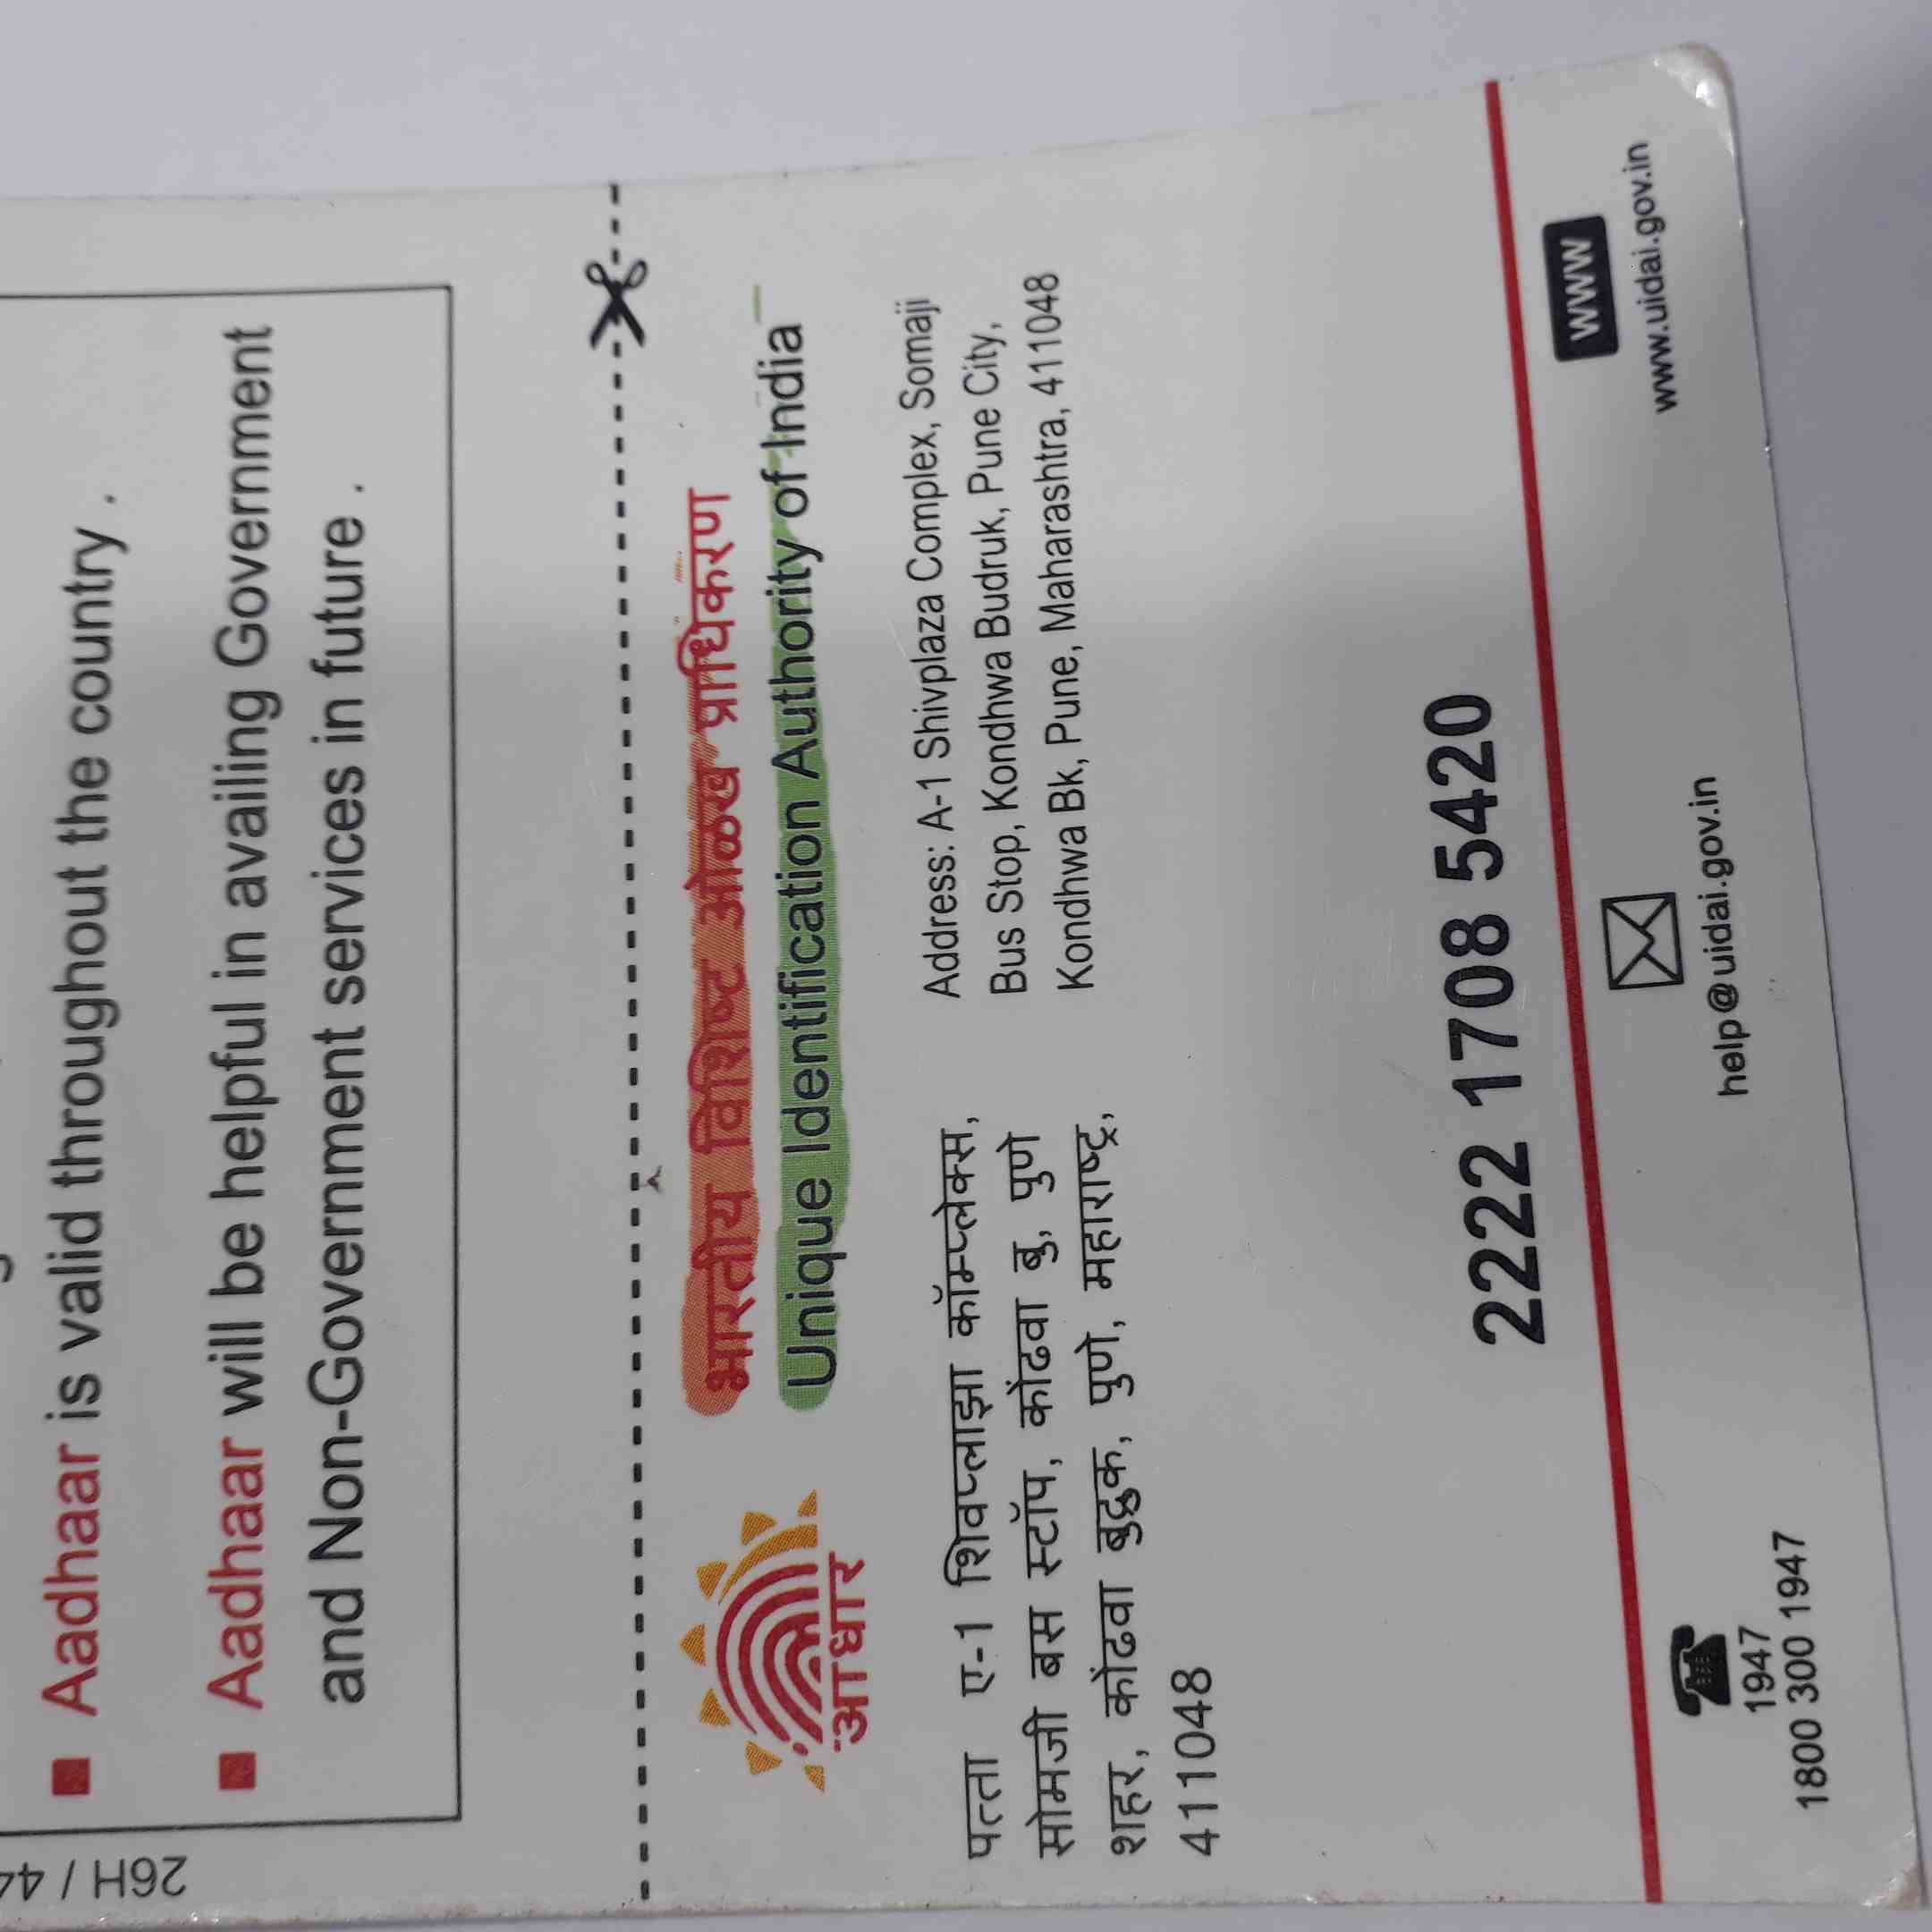 Aadhaar is valid throughout the country .
Aadhaar will be helpful in availing Government
and Non-Government services in future .
26H / 44
भारतीय विशिष्ट ओळख प्राधिकरण
Unique Identification Authority of India
आधार
पत्ता ए-1 शिवप्लाझा कॉम्प्लेक्स,
सोमजी बस स्टॉप, कोंढवा बु, पुणे
शहर, कोंढवा बुद्रुक, पुणे, महाराष्ट्र,
411048
Address: A-1 Shivplaza Complex, Somaji
Bus Stop, Kondhwa Budruk, Pune City,
Kondhwa Bk, Pune, Maharashtra, 411048
2222 1708 5420
1947
1800 300 1947
help@uidai.gov.in
WWW
www.uidai.gov.in